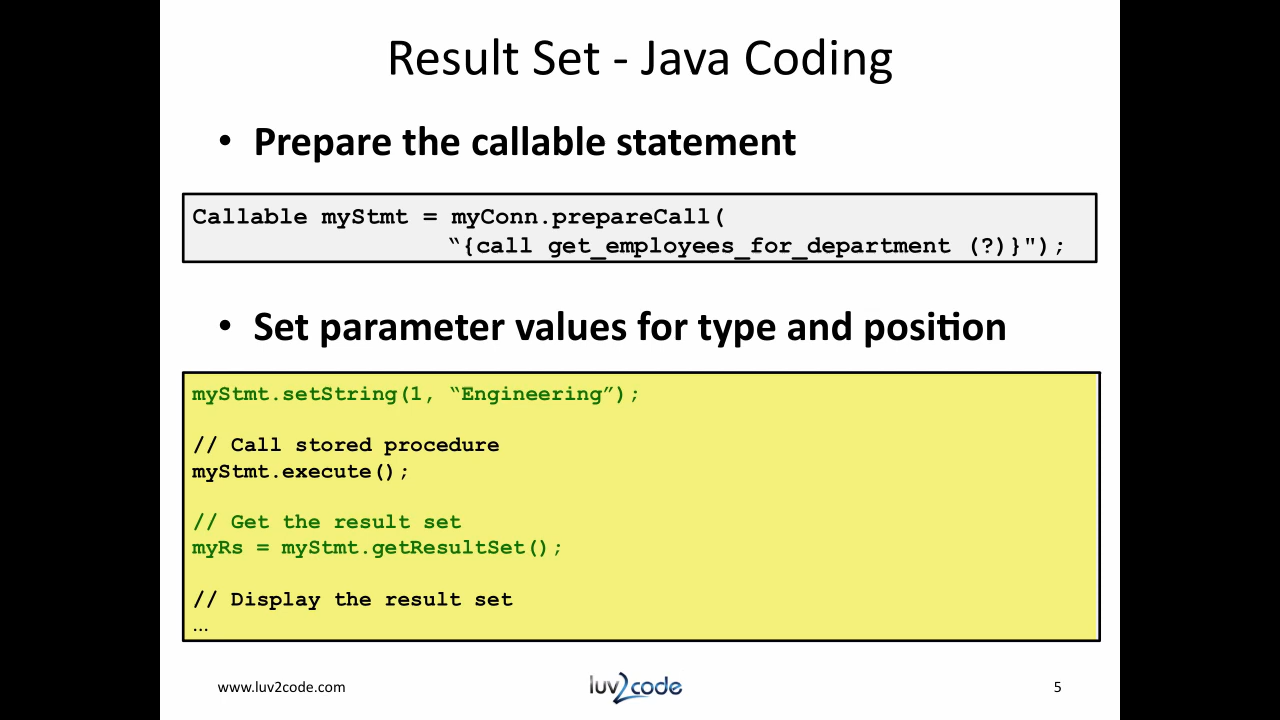 Result Set - Java Coding
• Prepare the callable statement
Callable myStmt = myConn.prepareCall(
“{call get_employees_for_department (?)}");
• Set parameter values for type and position
myStmt.setString(1, “Engineering”);
// Call stored procedure
myStmt.execute();
// Get the result set
myRs = myStmt.getResultSet();
// Display the result set
…
www.luv2code.com
luv2code
5